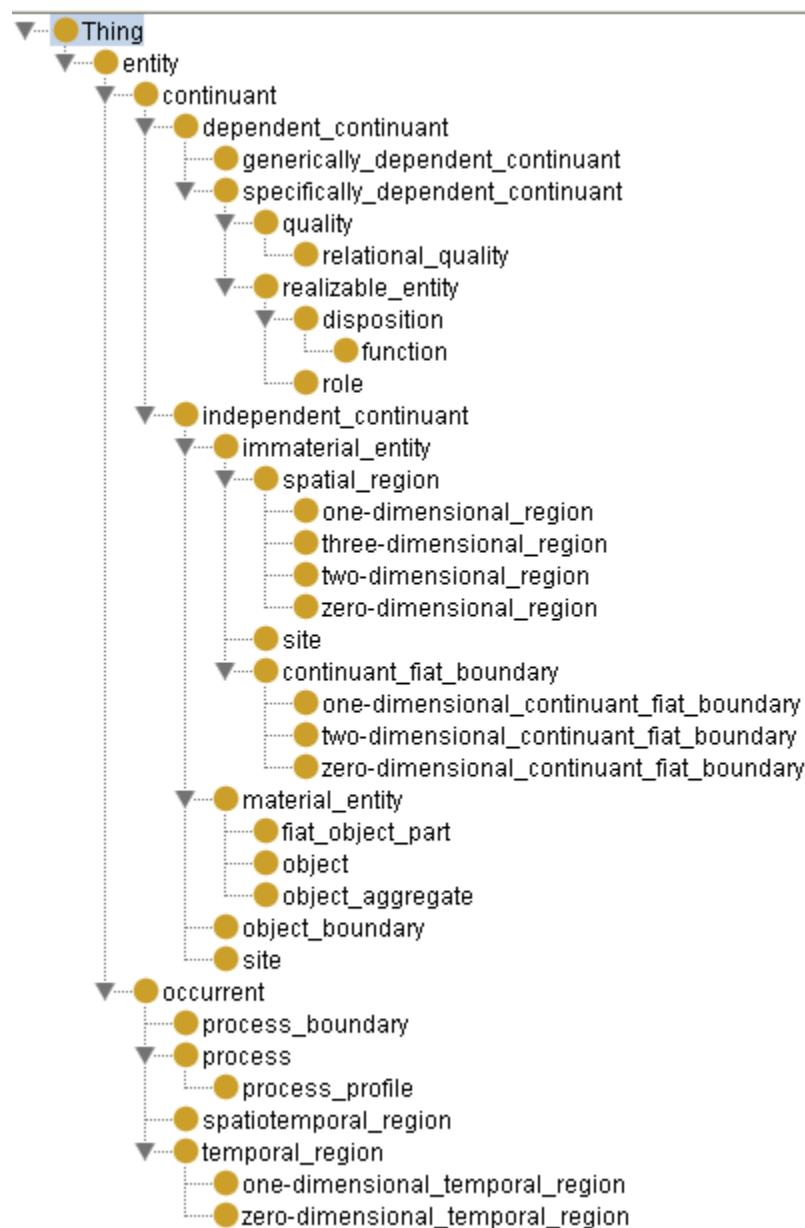 Thing
entity
continuant
dependent_continuant
generically_dependent_continuant
specifically_dependent_continuant
quality
relational_quality
realizable_entity
disposition
function
role
independent_continuant
immaterial_entity
spatial_region
one-dimensional_region
three-dimensional_region
two-dimensional_region
zero-dimensional_region
site
continuant_fiat_boundary
one-dimensional_continuant_fiat_boundary
two-dimensional_continuant_fiat_boundary
zero-dimensional_continuant_fiat_boundary
material_entity
fiat_object_part
object
object_aggregate
object_boundary
site
occurrent
process_boundary
process
process_profile
spatiotemporal_region
temporal_region
one-dimensional_temporal_region
zero-dimensional_temporal_region